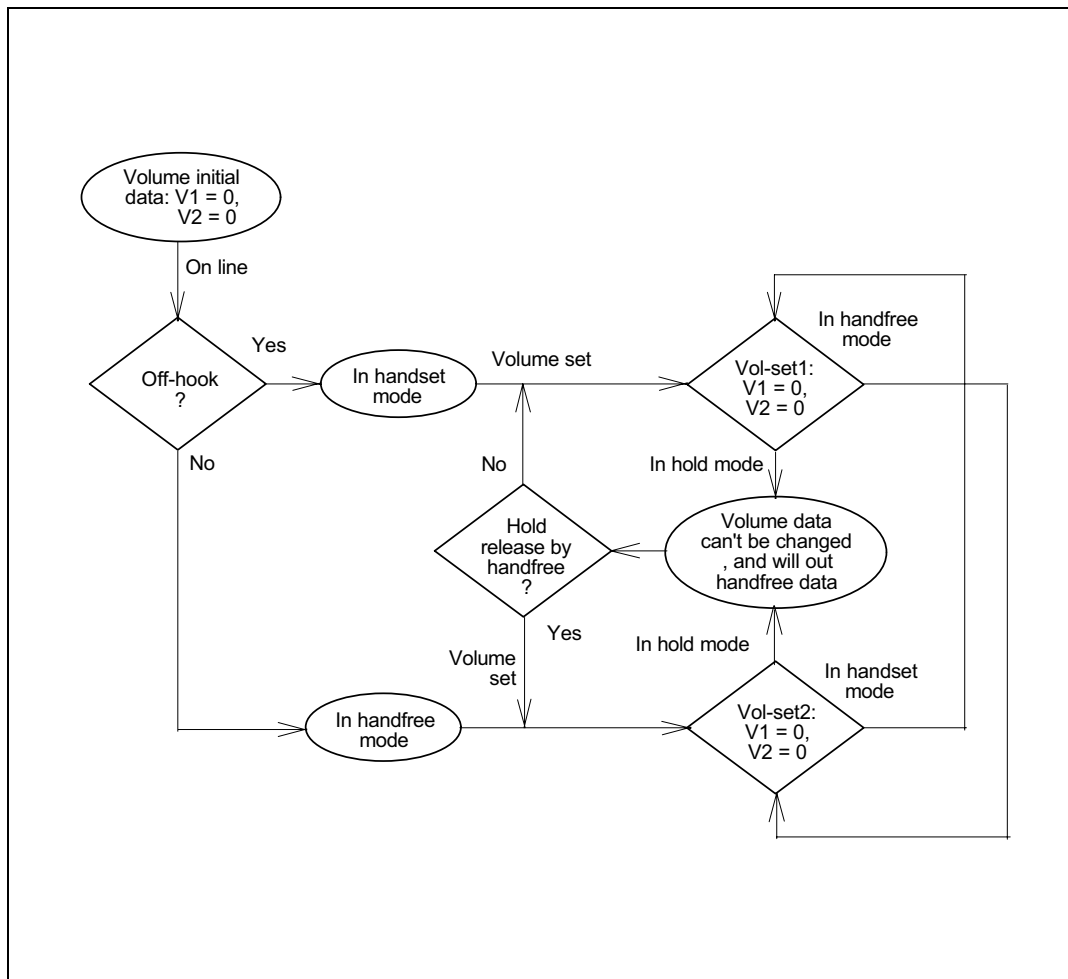 Volume initial
data: V1 = 0,
V2 = 0
On line
Off-hook
?
Yes
In handset
mode
Volume set
Vol-set1:
V1 = 0,
V2 = 0
In handfree
mode
No
In hold mode
No
Hold
release by
handfree
?
Volume data
can't be changed
, and will out
handfree data
Yes
Volume
set
In hold mode
In handset
mode
In handfree
mode
Vol-set2:
V1 = 0,
V2 = 0